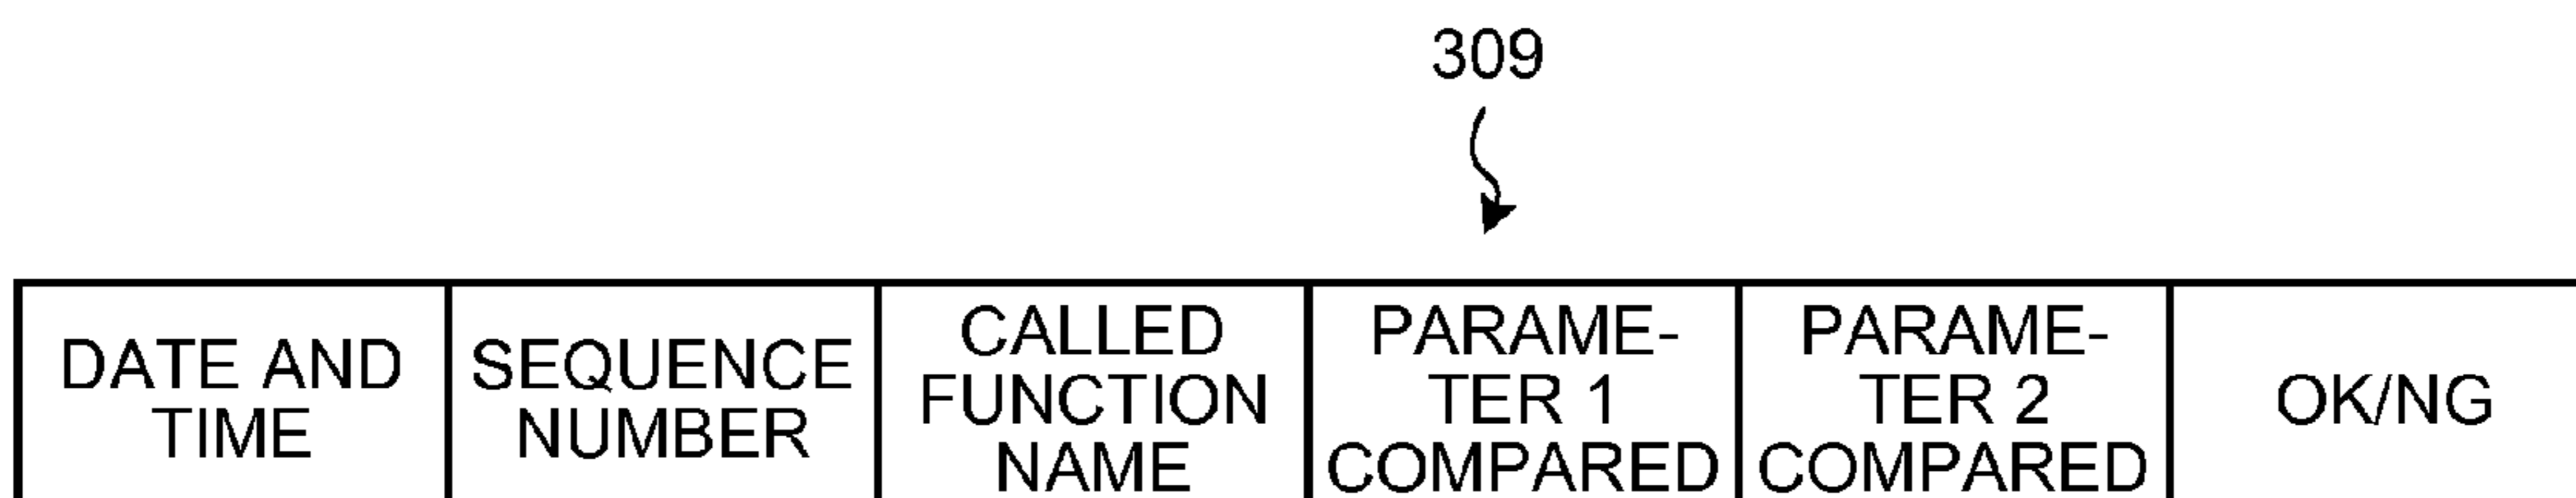 309
DATE AND
TIME
SEQUENCE
NUMBER
CALLED
FUNCTION
NAME
PARAME-
TER 1
COMPARED
PARAME-
TER 2
COMPARED
OK/NG